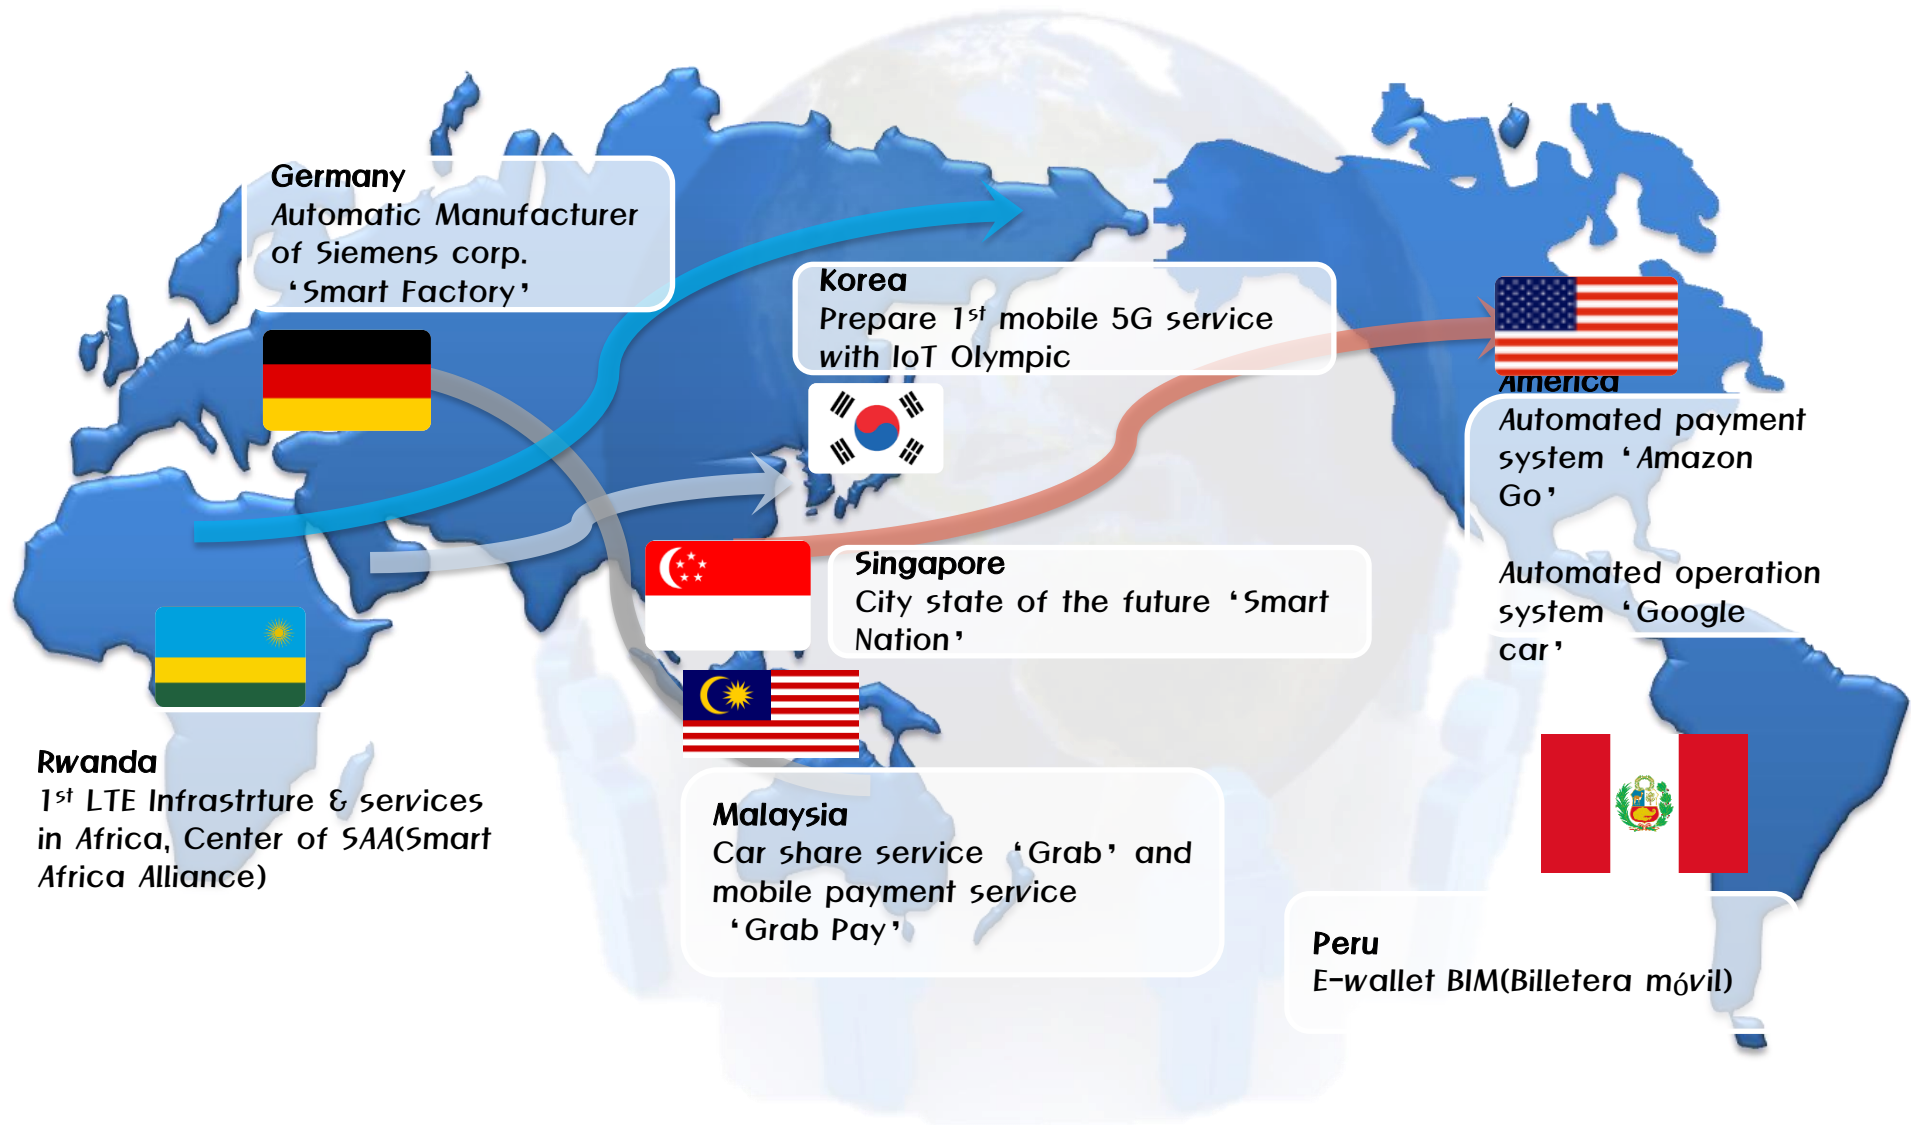 Germany
Automatic Manufacturer
of Siemens corp.
‘Smart Factory’
Korea
Prepare 1st mobile 5G service
with IoT Olympic
America
Automated payment
system ‘Amazon
Go’
Automated operation
system ‘Google
car’
Singapore
City state of the future ‘Smart
Nation’
Rwanda
1st LTE Infrastrture & services
in Africa, Center of SAA(Smart
Africa Alliance)
Malaysia
Car share service ‘Grab’ and
mobile payment service
‘Grab Pay’
Peru
E-wallet BIM(Billetera móvil)